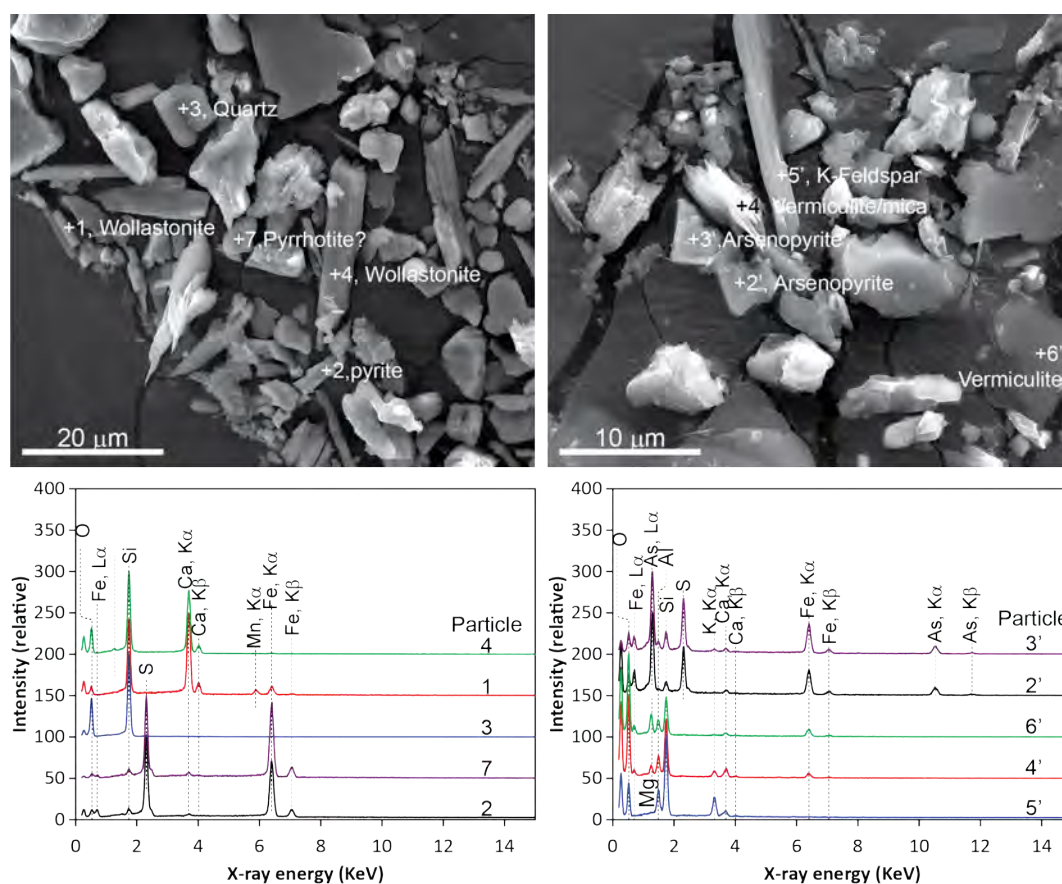 +3, Quartz
+1, Wollastonite
+7, Pyrrhotite?
+4, Wollastonite
+2,pyrite
20 μm
+5', K-Feldspar
+4 Vermiculite/mica
+3', Arsenopyrite
+2', Arsenopyrite
+6'
Vermiculite
10 μm
400
350
300
250
200
150
100
50
0
Intensity (relative)
O
Fe, Lα
Si
S
Ca, Kα
Ca, Kβ
Mn, Kα
Fe, Kα
Fe, Kβ
Particle
4
1
3
7
2
0 2 4 6 8 10 12 14
X-ray energy (KeV)
400
350
300
250
200
150
100
50
0
Intensity (relative)
O
Fe, Lα
As, Lα
Al
Mg
Si
S
K, Kα
Ca, Kα
Ca, Kβ
Fe, Kα
Fe, Kβ
As, Kα
As, Kβ
Particle
3'
2'
6'
4'
5'
0 2 4 6 8 10 12 14
X-ray energy (KeV)